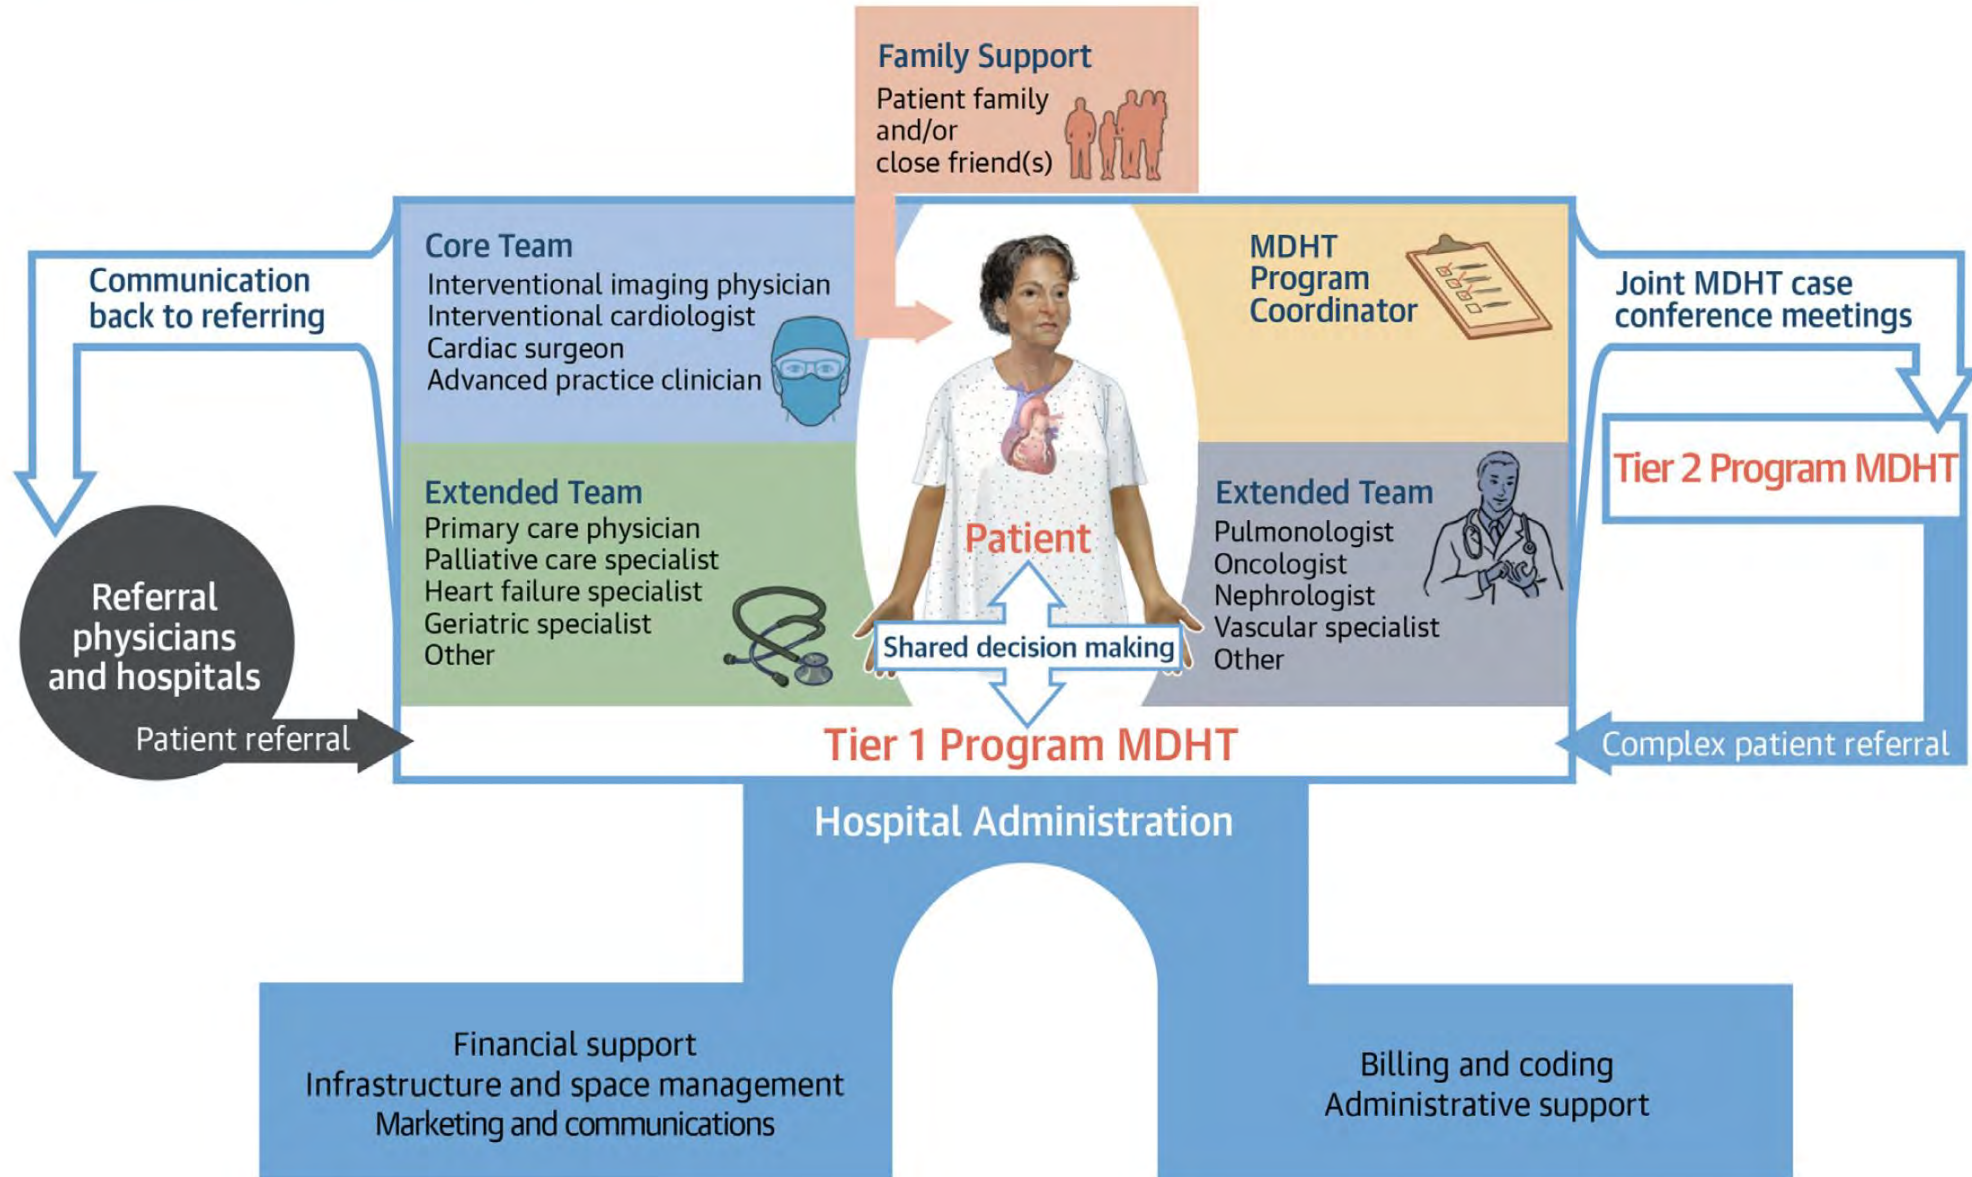 Family Support
Patient family
and/or
close friend(s)
Communication
back to referring
Core Team
Interventional imaging physician
Interventional cardiologist
Cardiac surgeon
Advanced practice clinician
MDHT
Program
Coordinator
Joint MDHT case
conference meetings
Tier 2 Program MDHT
Extended Team
Primary care physician
Palliative care specialist
Heart failure specialist
Geriatric specialist
Other
Patient
Shared decision making
Extended Team
Pulmonologist
Oncologist
Nephrologist
Vascular specialist
Other
Referral
physicians
and hospitals
Patient referral
Tier 1 Program MDHT
Complex patient referral
Hospital Administration
Financial support
Infrastructure and space management
Marketing and communications
Billing and coding
Administrative support